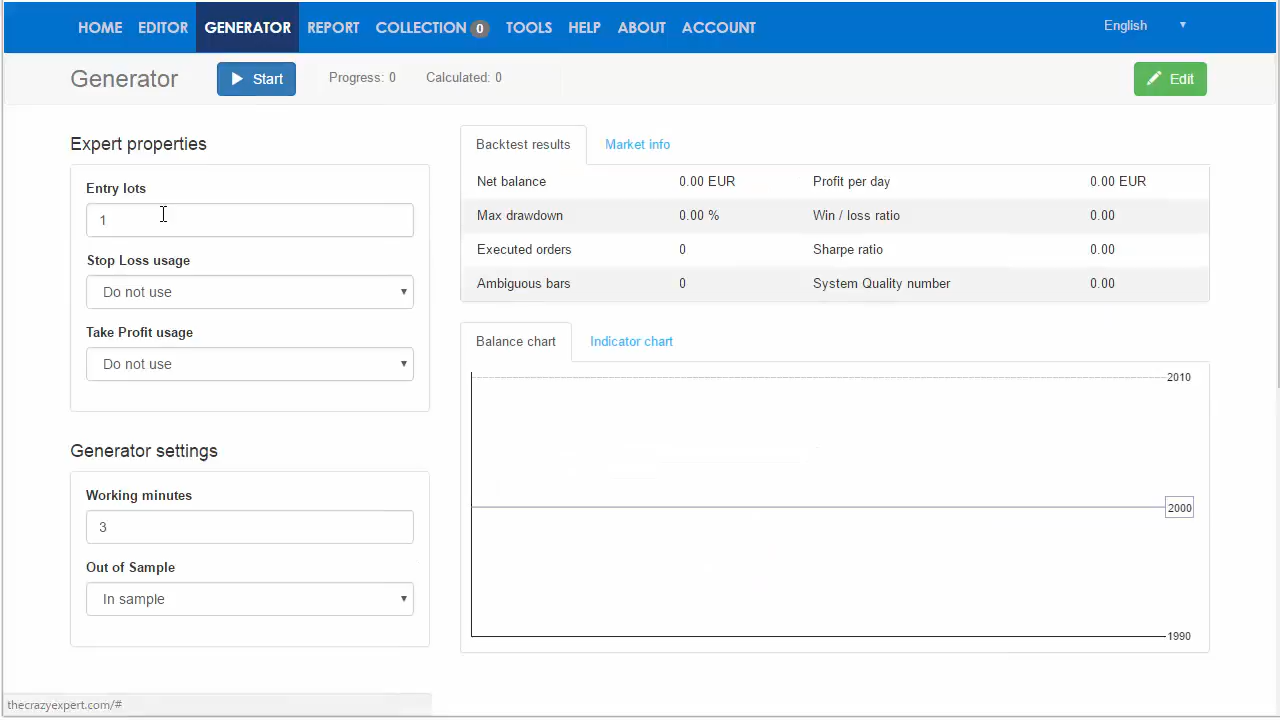 HOME EDITOR GENERATOR REPORT COLLECTION 0 TOOLS HELP ABOUT ACCOUNT English
Generator Start Progress: 0 Calculated: 0 Edit
Expert properties
Entry lots
1
Stop Loss usage
Do not use
Take Profit usage
Do not use
Generator settings
Working minutes
3
Out of Sample
In sample
Backtest results Market info
Net balance 0.00 EUR Profit per day 0.00 EUR
Max drawdown 0.00 % Win / loss ratio 0.00
Executed orders 0 Sharpe ratio 0.00
Ambiguous bars 0 System Quality number 0.00
Balance chart Indicator chart
2010
2000
1990
thecrazyexpert.com/#